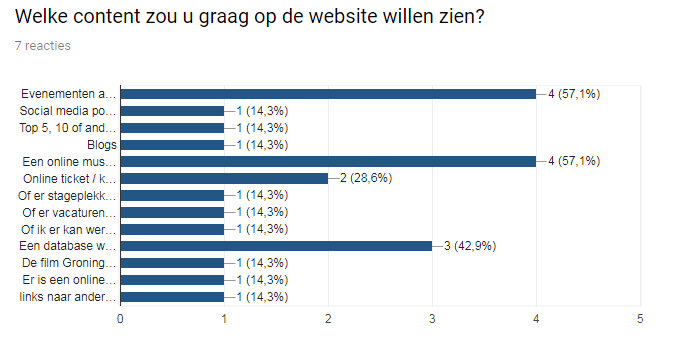 Welke content zou u graag op de website willen zien?
7 reacties
Evenementen a... 4 (57,1%)
Social media po... 1 (14,3%)
Top 5, 10 of and... 1 (14,3%)
Blogs 1 (14,3%)
Een online mus... 4 (57,1%)
Online ticket / k... 2 (28,6%)
Of er stageplekk... 1 (14,3%)
Of er vacaturen... 1 (14,3%)
Of ik er kan wer... 1 (14,3%)
Een database w... 3 (42,9%)
De film Groning... 1 (14,3%)
Er is een online... 1 (14,3%)
links naar ander... 1 (14,3%)
0 1 2 3 4 5